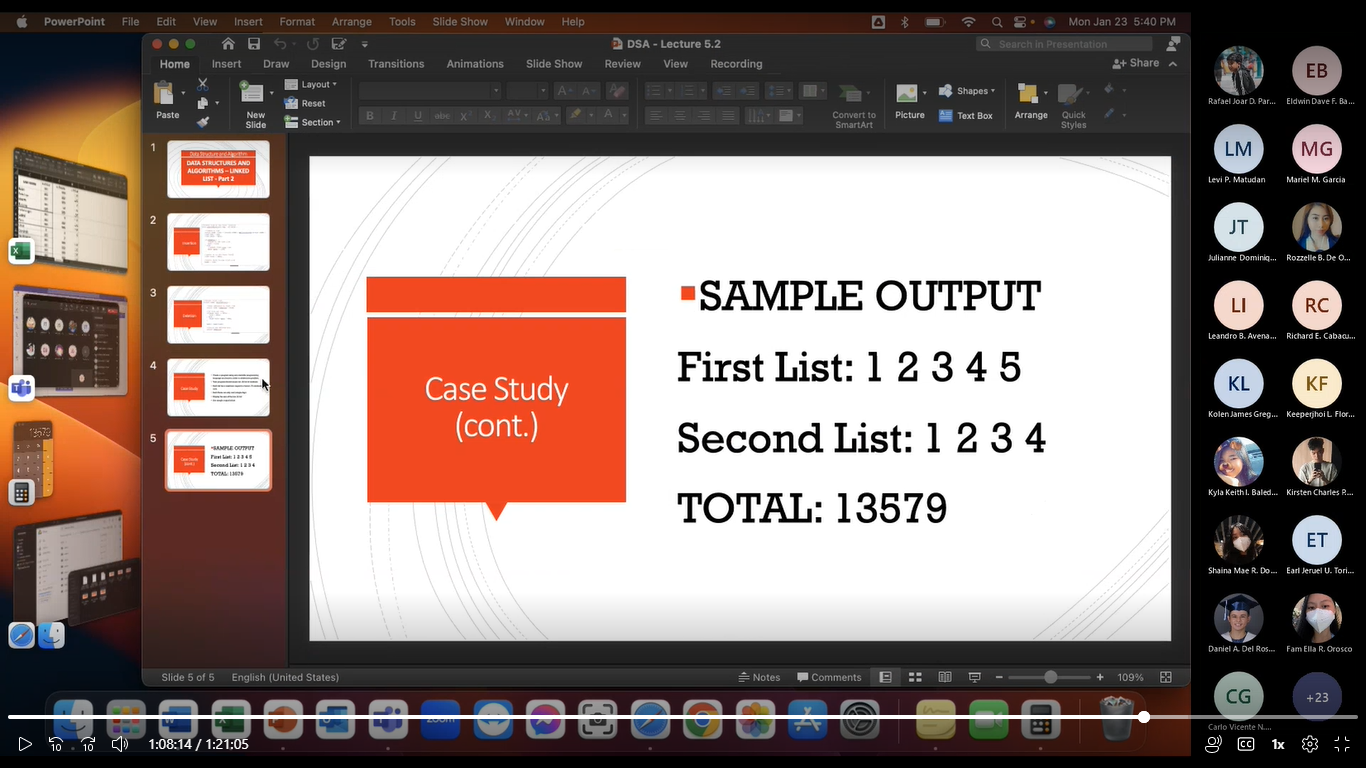 PowerPoint File Edit View Insert Format Arrange Tools Slide Show Window Help Mon Jan 23 5:40 PM
DSA - Lecture 5.2
Search in Presentation
Home Insert Draw Design Transitions Animations Slide Show Review View Recording
Share
Paste
New Slide
Layout
Reset
Section
Convert to SmartArt
Picture
Shapes
Text Box
Arrange
Quick Styles
1
Data Structure and Algorithm
DATA STRUCTURES AND
ALGORITHMS – LINKED
LIST - Part 2
2
3
4
Case Study
5
Case Study
(cont.)
SAMPLE OUTPUT
First List: 1 2 3 4 5
Second List: 1 2 3 4
TOTAL: 13579
Case Study
(cont.)
SAMPLE OUTPUT
First List: 1 2 3 4 5
Second List: 1 2 3 4
TOTAL: 13579
Slide 5 of 5 English (United States) Notes Comments 109%
zoom
1:08:14 / 1:21:05
1x
Rafael Joar D. Par...
EB
Eldwin Dave F. Ba...
LM
Levi P. Matudan
MG
Mariel M. Garcia
JT
Julianne Dominiq...
Rozzelle B. De O...
LI
Leandro B. Avena...
RC
Richard E. Cabacu...
KL
Kolen James Greg...
KF
Keeperjhoi L. Flor...
Kyla Keith I. Baled...
Kirsten Charles P....
Shaina Mae R. Do...
ET
Earl Jeruel U. Tori...
Daniel A. Del Ros...
Fam Ella R. Orosco
CG
Carlo Vicente N....
+23